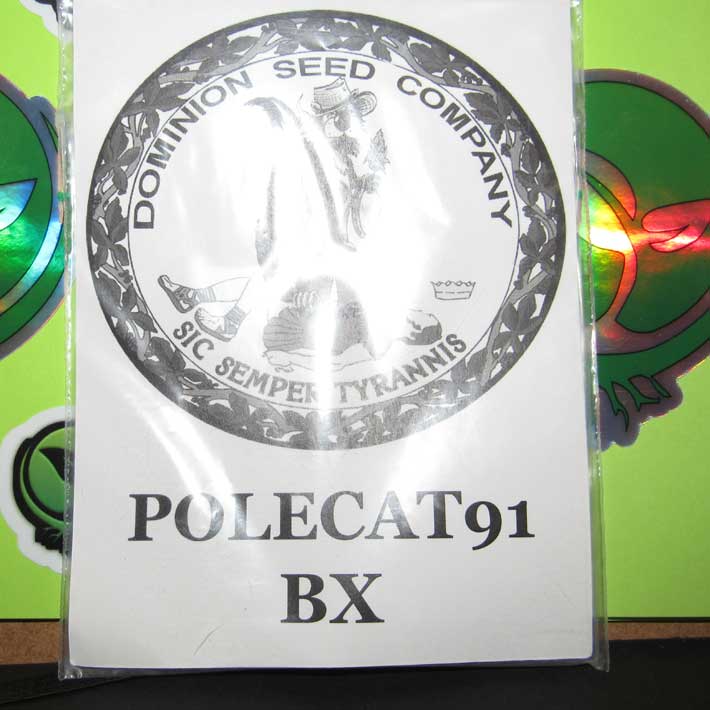 DOMINION SEED COMPANY
SIC SEMPER TYRANNIS
POLECAT91
BX